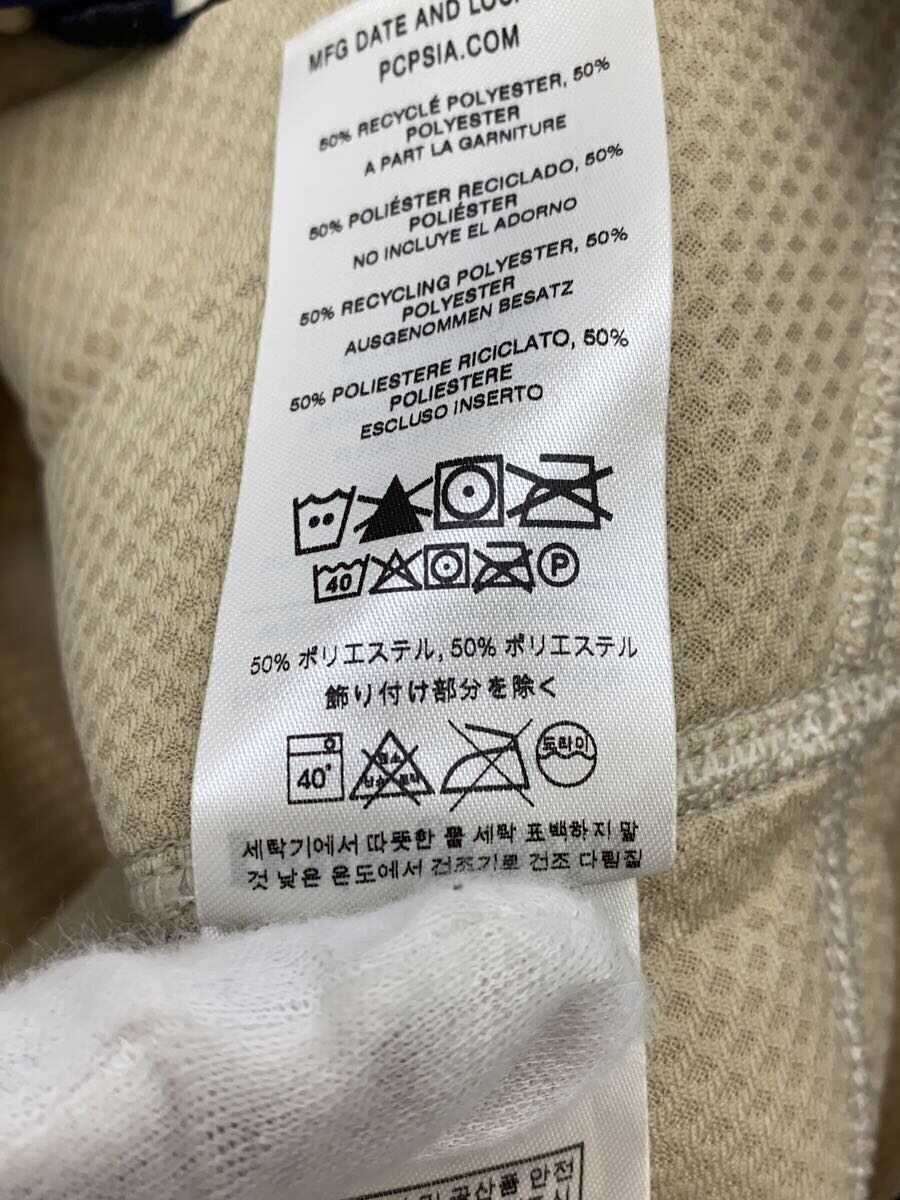 MFG DATE AND
PCPSIA.COM
50% RECYCLÉ POLYESTER, 50%
POLYESTER
A PART LA GARNITURE
50% POLIÉSTER RECICLADO, 50%
POLIÉSTER
NO INCLUYE EL ADORNO
50% RECYCLING POLYESTER, 50%
POLYESTER
AUSGENOMMEN BESATZ
50% POLIESTERE RICICLATO, 50%
POLIESTERE
ESCLUSO INSERTO
40
P
50% ポリエステル, 50% ポリエステル
飾り付け部分を除く
40°
드라이
세탁기에서 따뜻한 물 세탁 표백하지 말
것 낮은 온도에서 건조기로 건조 다림질
공산품 안전